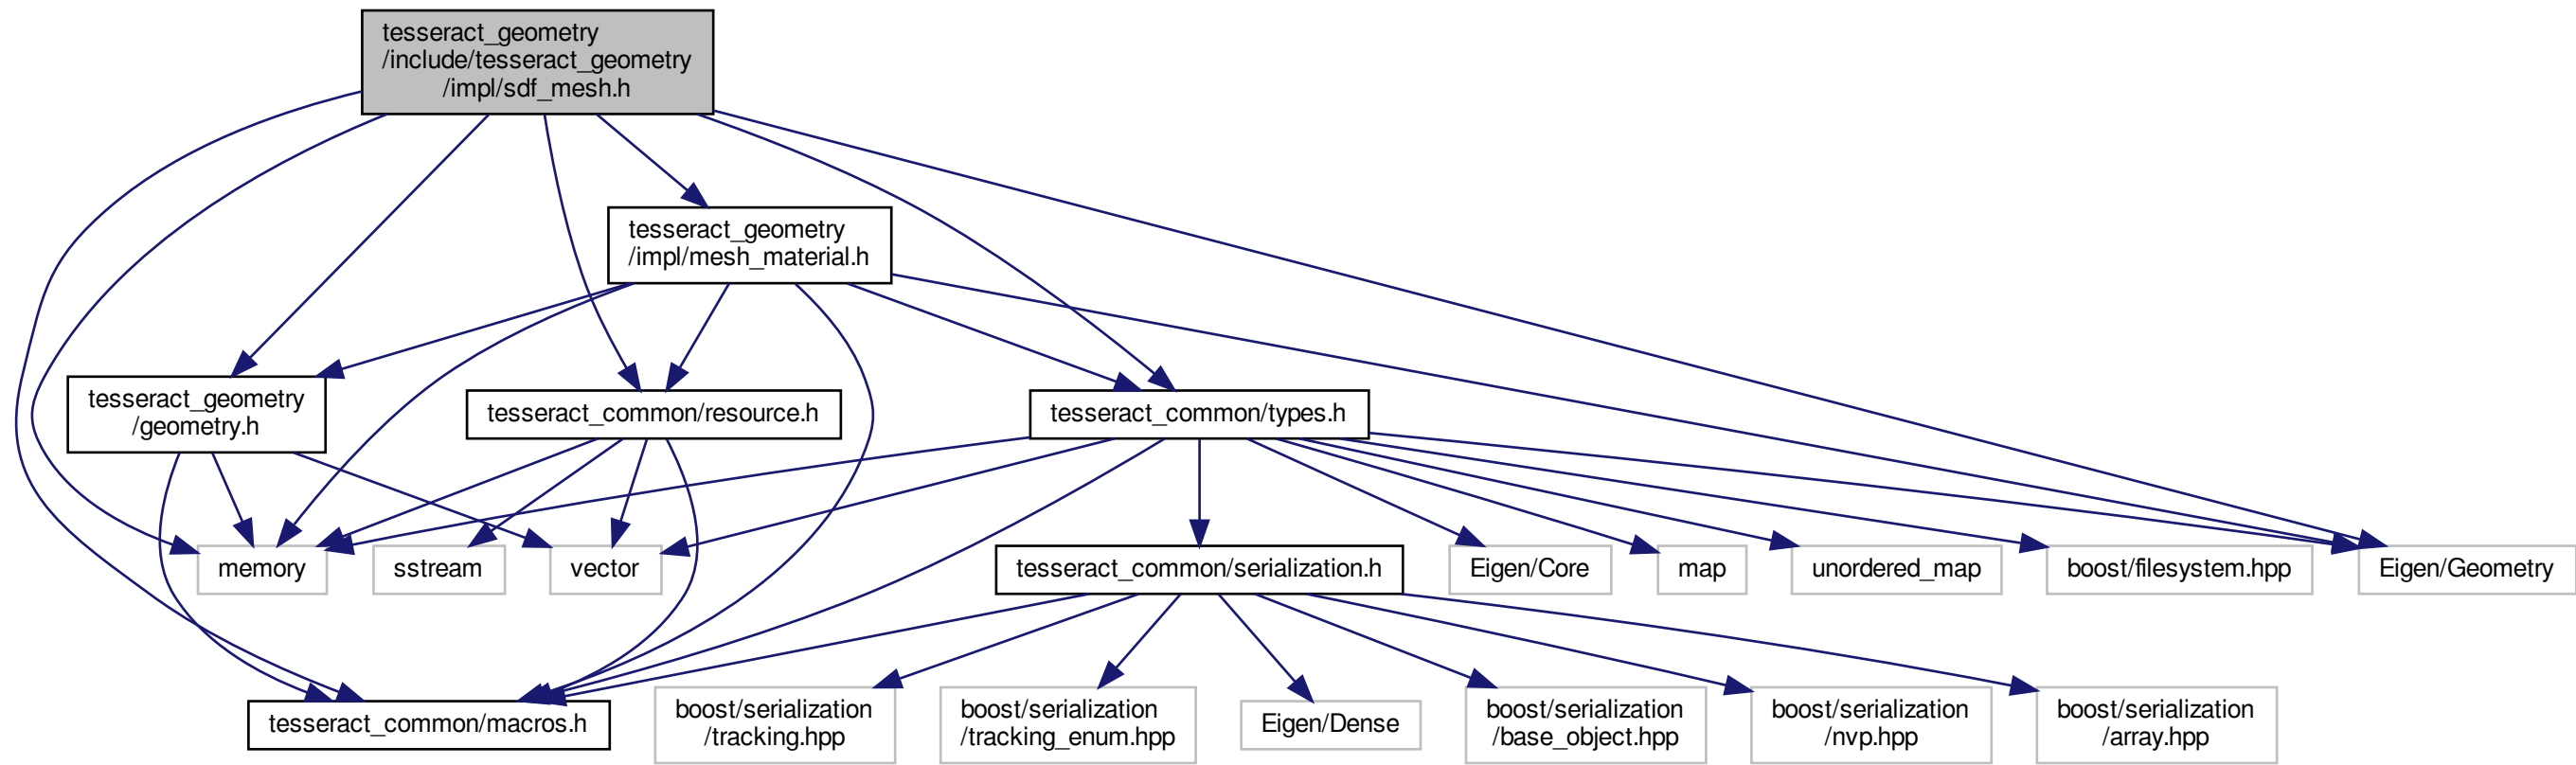 tesseract_geometry
/include/tesseract_geometry
/impl/sdf_mesh.h
tesseract_geometry
/impl/mesh_material.h
tesseract_geometry
/geometry.h
tesseract_common/resource.h
tesseract_common/types.h
memory
sstream
vector
tesseract_common/serialization.h
Eigen/Core
map
unordered_map
boost/filesystem.hpp
Eigen/Geometry
tesseract_common/macros.h
boost/serialization
/tracking.hpp
boost/serialization
/tracking_enum.hpp
Eigen/Dense
boost/serialization
/base_object.hpp
boost/serialization
/nvp.hpp
boost/serialization
/array.hpp